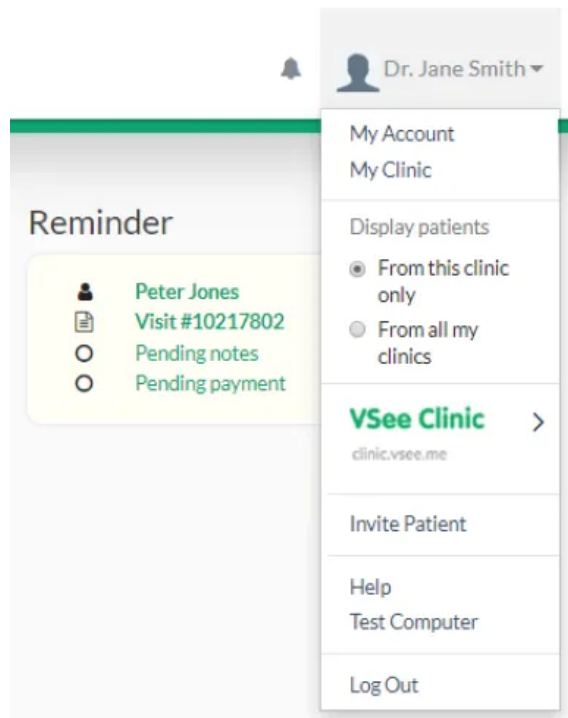 Dr. Jane Smith
My Account
My Clinic
Reminder
Display patients
Peter Jones
Visit #10217802
Pending notes
Pending payment
From this clinic
only
From all my
clinics
VSee Clinic
clinic.vsee.me
Invite Patient
Help
Test Computer
Log Out